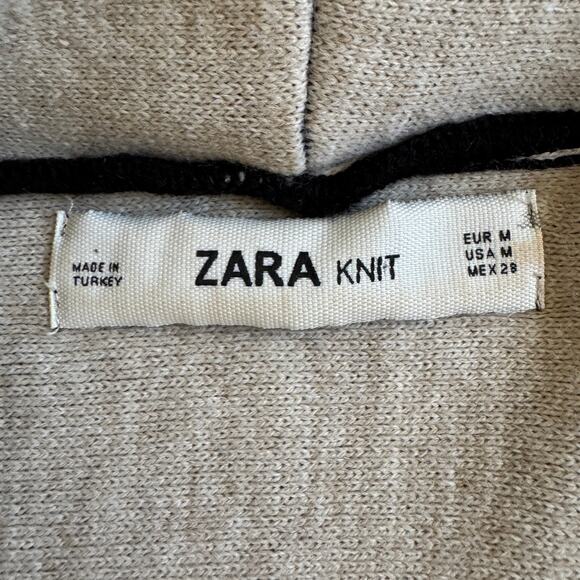 MADE IN
TURKEY
ZARA KNIT
EUR M
USA M
MEX 28